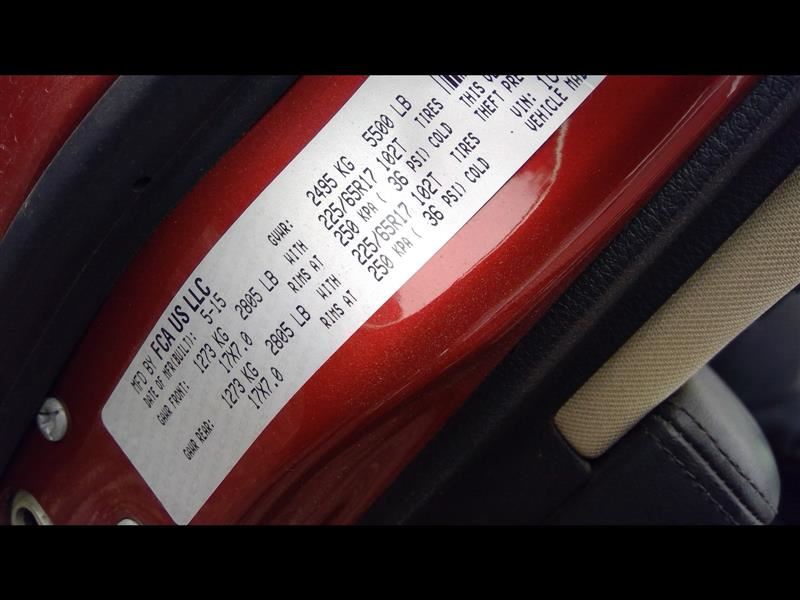 MFD BY FCA US LLC
DATE OF MFR(BUILT): 5-15 GVWR: 2495 KG 5500 LB
GAWR FRONT: 1273 KG 2805 LB WITH 225/65R17 102T TIRES THIS
17X7.0 RIMS AT 250 KPA ( 36 PSI) COLD THEFT PRE
GAWR REAR: 1273 KG 2805 LB WITH 225/65R17 102T TIRES VIN:
17X7.0 RIMS AT 250 KPA ( 36 PSI) COLD VEHICLE MAD